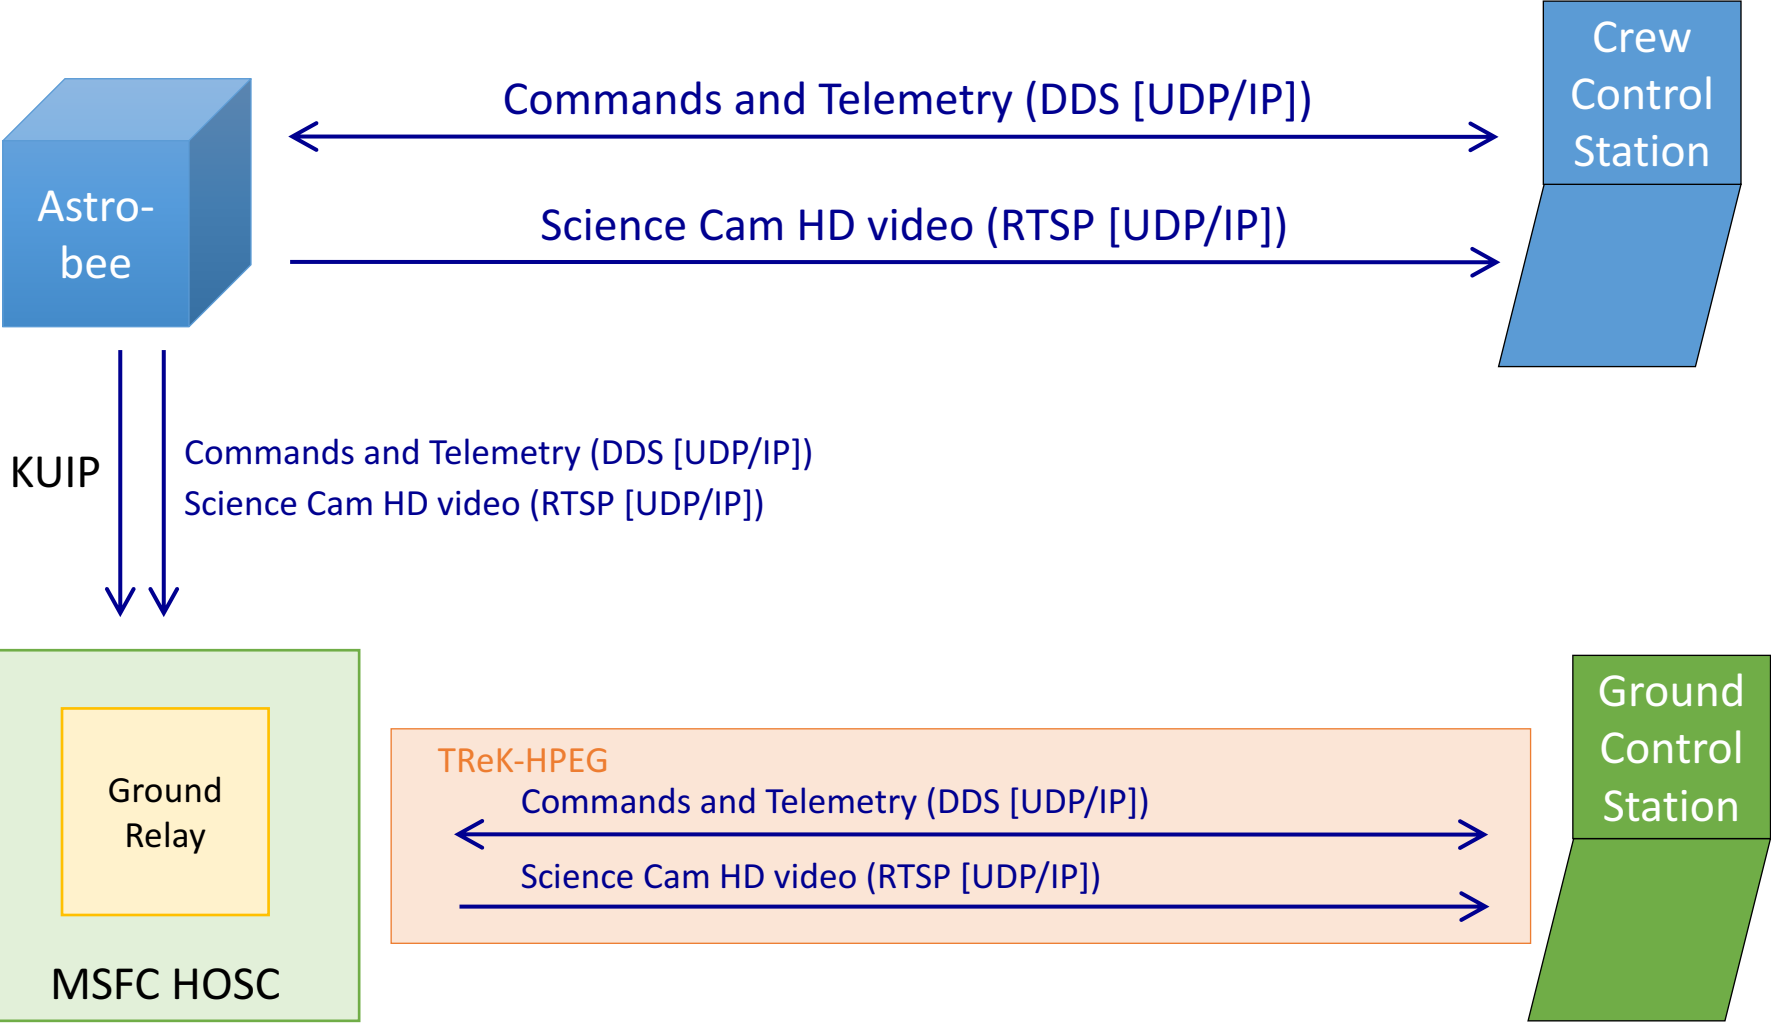 Crew
Control
Station
Commands and Telemetry (DDS [UDP/IP])
Astro-
bee
Science Cam HD video (RTSP [UDP/IP])
KUIP
Commands and Telemetry (DDS [UDP/IP])
Science Cam HD video (RTSP [UDP/IP])
Ground
Relay
MSFC HOSC
TReK-HPEG
Commands and Telemetry (DDS [UDP/IP])
Science Cam HD video (RTSP [UDP/IP])
Ground
Control
Station